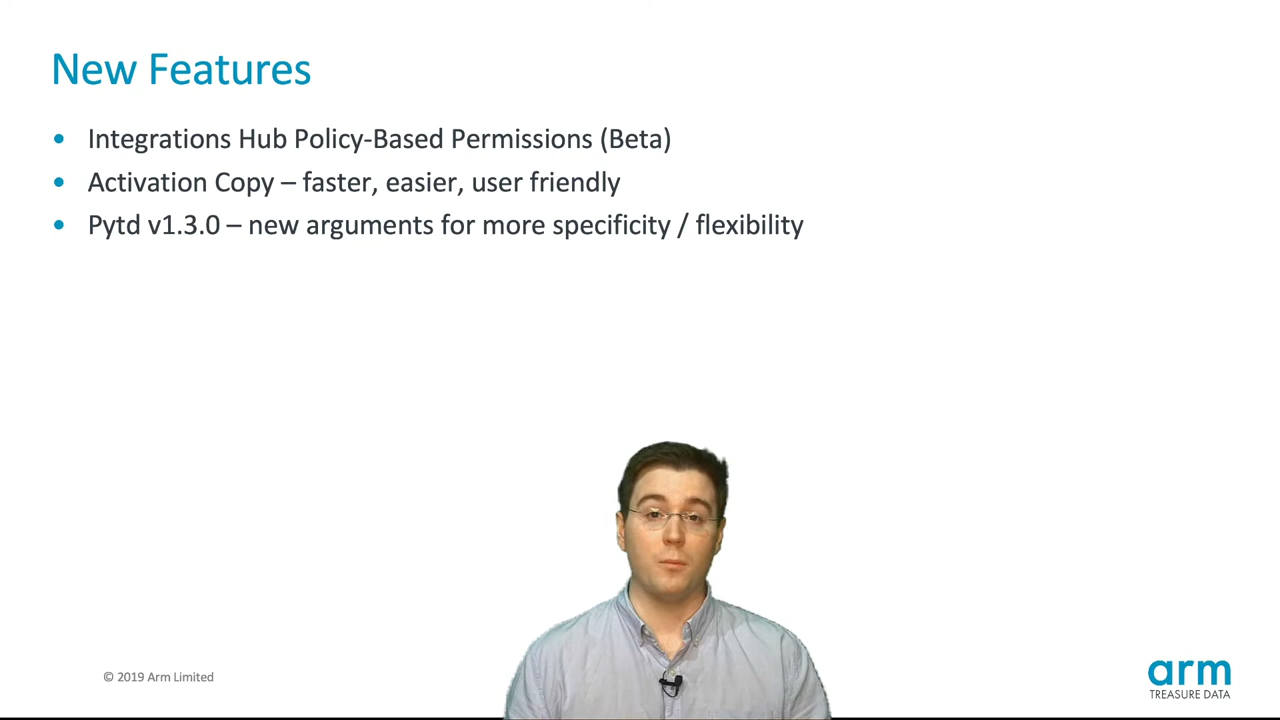 New Features
• Integrations Hub Policy-Based Permissions (Beta)
• Activation Copy – faster, easier, user friendly
• Pytd v1.3.0 – new arguments for more specificity / flexibility
© 2019 Arm Limited
arm
TREASURE DATA